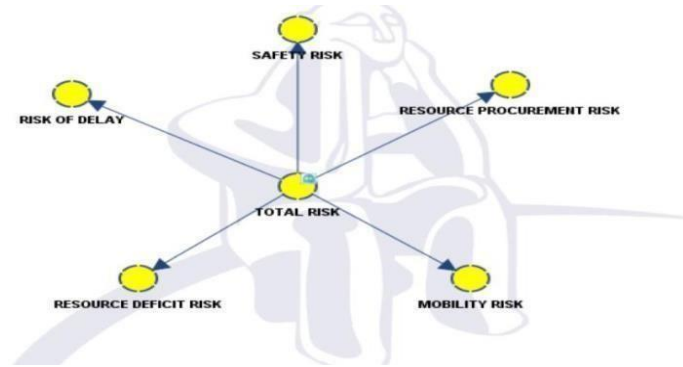 SAFETY RISK
RESOURCE PROCUREMENT RISK
RISK OF DELAY
TOTAL RISK
RESOURCE DEFICIT RISK
MOBILITY RISK